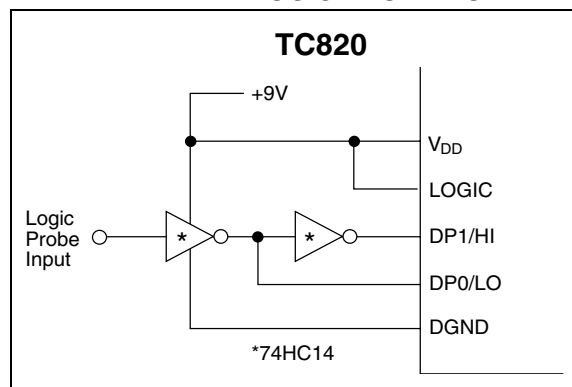 TC820
+9V
VDD
LOGIC
Logic
Probe
Input
*
*
DP1/HI
DP0/LO
DGND
*74HC14